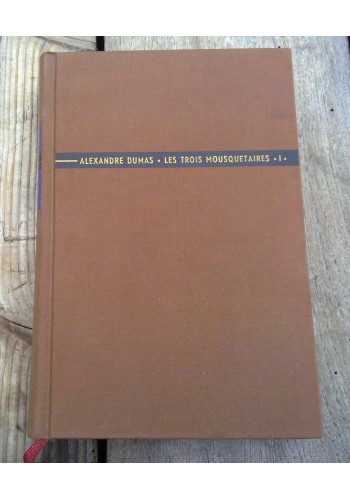 ALEXANDRE DUMAS • LES TROIS MOUSQUETAIRES • I •